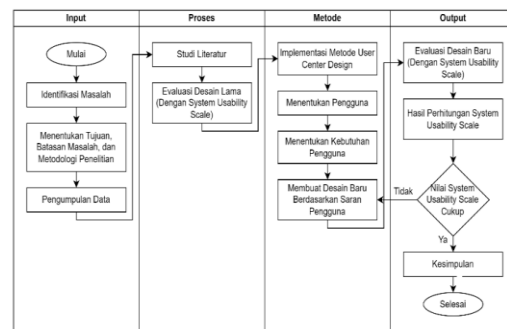 Input
Proses
Metode
Output
Mulai
Identifikasi Masalah
Menentukan Tujuan,
Batasan Masalah, dan
Metodologi Penelitian
Pengumpulan Data
Studi Literatur
Evaluasi Desain Lama
(Dengan System Usability
Scale)
Implementasi Metode User
Center Design
Menentukan Pengguna
Menentukan Kebutuhan
Pengguna
Membuat Desain Baru
Berdasarkan Saran
Pengguna
Evaluasi Desain Baru
(Dengan System Usability
Scale)
Hasil Perhitungan System
Usability Scale
Tidak
Nilai System
Usability Scale
Cukup
Ya
Kesimpulan
Selesai